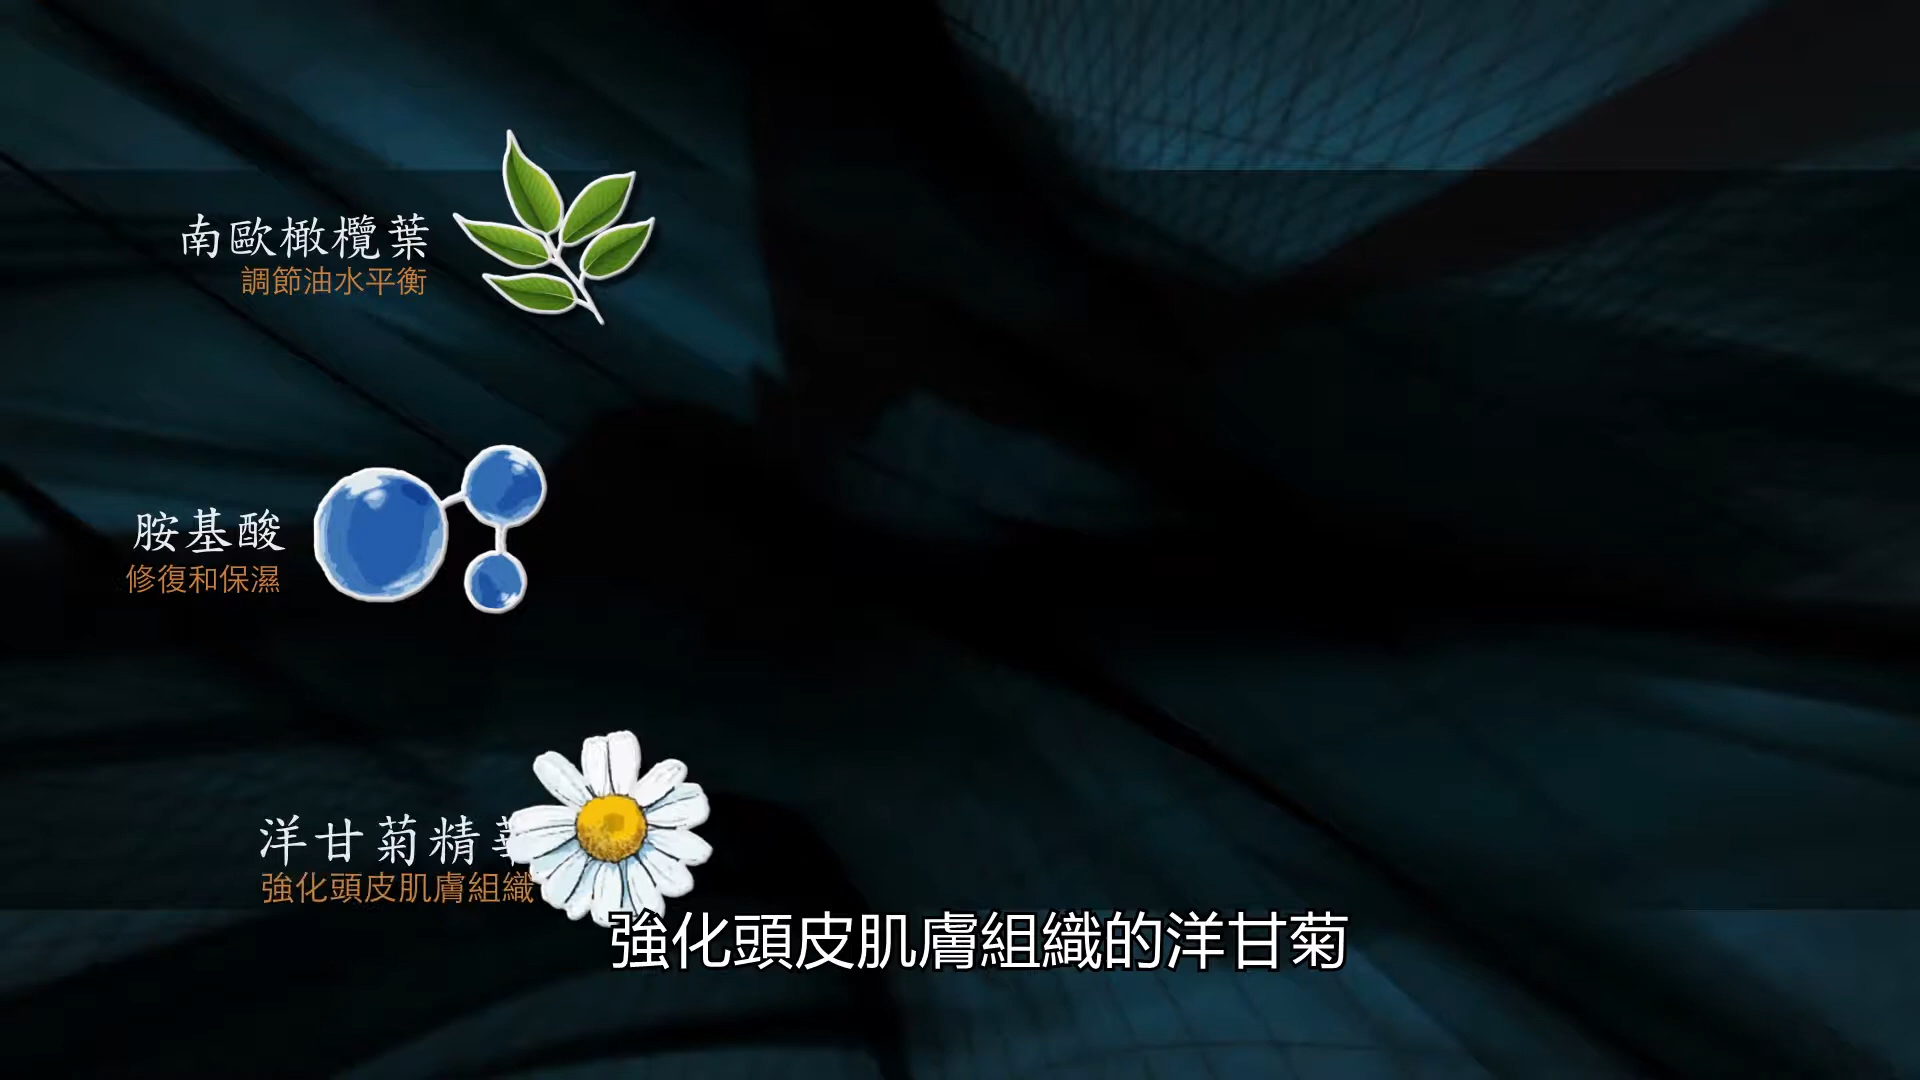 南歐橄欖葉
調節油水平衡
胺基酸
修復和保濕
洋甘菊精華
強化頭皮肌膚組織
強化頭皮肌膚組織的洋甘菊